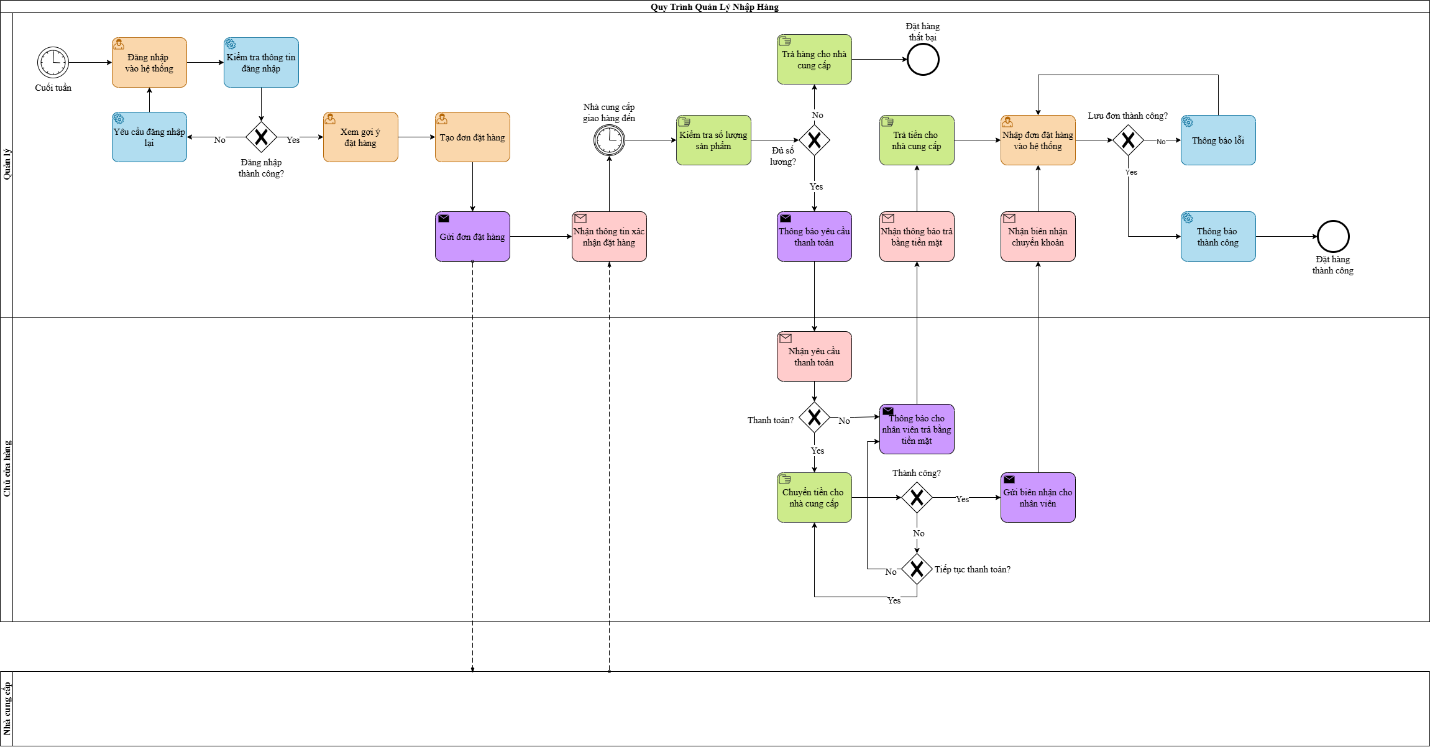 Quy Trình Quản Lý Nhập Hàng
Quản lý
Cuối tuần
Đăng nhập
vào hệ thống
Kiểm tra thông tin
đăng nhập
Yêu cầu đăng nhập
lại
No
Đăng nhập
thành công?
Yes
Xem gợi ý
đặt hàng
Tạo đơn đặt hàng
Gửi đơn đặt hàng
Nhận thông tin xác
nhận đặt hàng
Nhà cung cấp
giao hàng đến
Kiểm tra số lượng
sản phẩm
Đủ số
lượng?
No
Trả hàng cho nhà
cung cấp
Đặt hàng
thất bại
Yes
Thông báo yêu cầu
thanh toán
Trả tiền cho
nhà cung cấp
Nhận thông báo trả
bằng tiền mặt
Nhập đơn đặt hàng
vào hệ thống
Nhận biên nhận
chuyển khoản
Lưu đơn thành công?
No
Thông báo lỗi
Yes
Thông báo
thành công
Đặt hàng
thành công
Chủ cửa hàng
Nhận yêu cầu
thanh toán
Thanh toán?
No
Thông báo cho
nhân viên trả bằng
tiền mặt
Yes
Chuyển tiền cho
nhà cung cấp
Thành công?
Yes
Gửi biên nhận cho
nhân viên
No
Tiếp tục thanh toán?
No
Yes
Nhà cung cấp